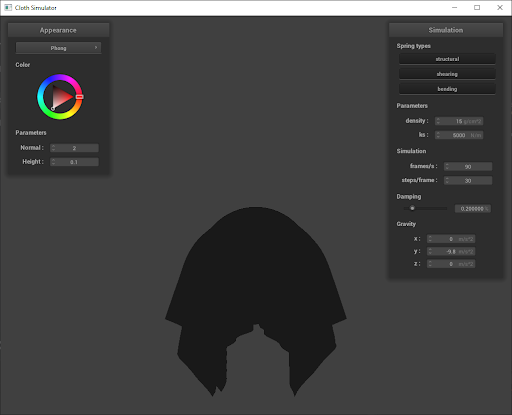 Cloth Simulator
Appearance
Phong
Color
Parameters
Normal : 2
Height : 0.1
Simulation
Spring types
structural
shearing
bending
Parameters
density : 15 g/cm^2
ks : 5000 N/m
Simulation
frames/s : 90
steps/frame : 30
Damping
0.200000 %
Gravity
x : 0 m/s^2
y : -9.8 m/s^2
z : 0 m/s^2